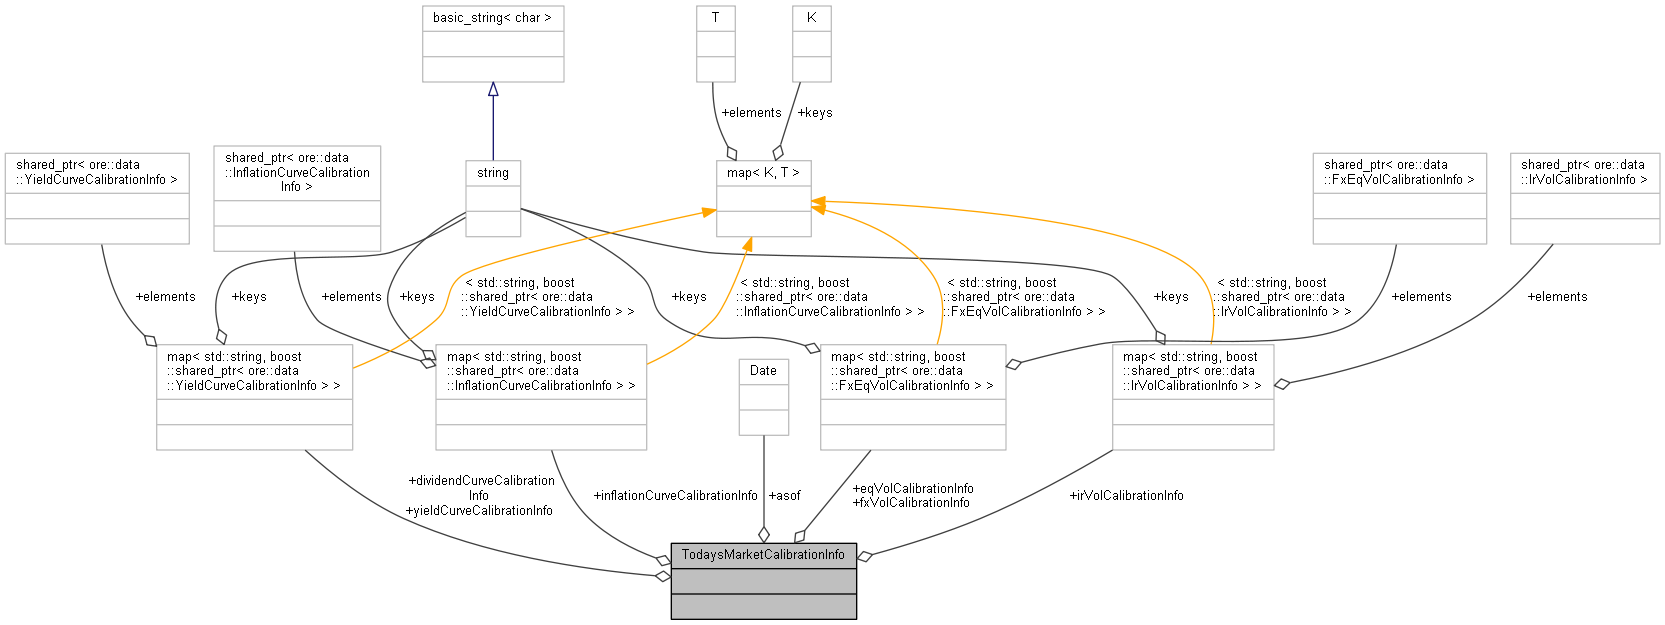 basic_string< char >
T
K
+elements
+keys
shared_ptr< ore::data
::YieldCurveCalibrationInfo >
shared_ptr< ore::data
::InflationCurveCalibration
Info >
string
map< K, T >
shared_ptr< ore::data
::FxEqVolCalibrationInfo >
shared_ptr< ore::data
::IrVolCalibrationInfo >
+elements
+keys
+elements
+keys
< std::string, boost
::shared_ptr< ore::data
::YieldCurveCalibrationInfo > >
+keys
< std::string, boost
::shared_ptr< ore::data
::InflationCurveCalibrationInfo > >
< std::string, boost
::shared_ptr< ore::data
::FxEqVolCalibrationInfo > >
+keys
< std::string, boost
::shared_ptr< ore::data
::IrVolCalibrationInfo > >
+elements
+elements
map< std::string, boost
::shared_ptr< ore::data
::YieldCurveCalibrationInfo > >
map< std::string, boost
::shared_ptr< ore::data
::InflationCurveCalibrationInfo > >
Date
map< std::string, boost
::shared_ptr< ore::data
::FxEqVolCalibrationInfo > >
map< std::string, boost
::shared_ptr< ore::data
::IrVolCalibrationInfo > >
+dividendCurveCalibration
Info
+yieldCurveCalibrationInfo
+inflationCurveCalibrationInfo
+asof
+eqVolCalibrationInfo
+fxVolCalibrationInfo
+irVolCalibrationInfo
TodaysMarketCalibrationInfo